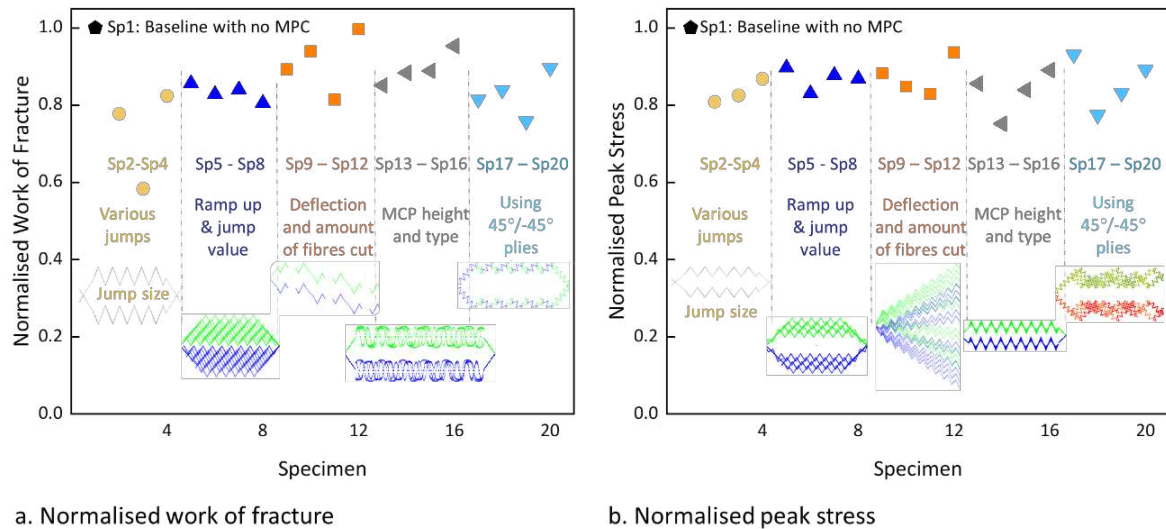 Normalised Work of Fracture
1.0
0.8
0.6
0.4
0.2
0.0
Sp1: Baseline with no MPC
Sp2-Sp4
Sp5 - Sp8
Sp9 – Sp12
Sp13 – Sp16
Sp17 – Sp20
Various
jumps
Ramp up
& jump
value
Deflection
and amount
of fibres cut
MCP height
and type
Using
45°/-45°
plies
Jump size
4
8
12
16
20
Specimen
a. Normalised work of fracture
Normalised Peak Stress
1.0
0.8
0.6
0.4
0.2
0.0
Sp1: Baseline with no MPC
Sp2-Sp4
Sp5 - Sp8
Sp9 – Sp12
Sp13 – Sp16
Sp17 – Sp20
Various
jumps
Ramp up
& jump
value
Deflection
and amount
of fibres cut
MCP height
and type
Using
45°/-45°
plies
Jump size
4
8
12
16
20
Specimen
b. Normalised peak stress